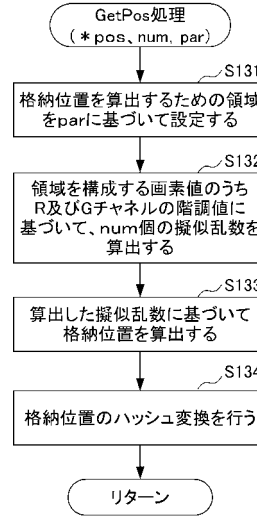 GetPos処理
(*pos、num, par)
S131
格納位置を算出するための領域
をparに基づいて設定する
S132
領域を構成する画素値のうち
R及びGチャネルの階調値に
基づいて、num個の擬似乱数を
算出する
S133
算出した擬似乱数に基づいて
格納位置を算出する
S134
格納位置のハッシュ変換を行う
リターン